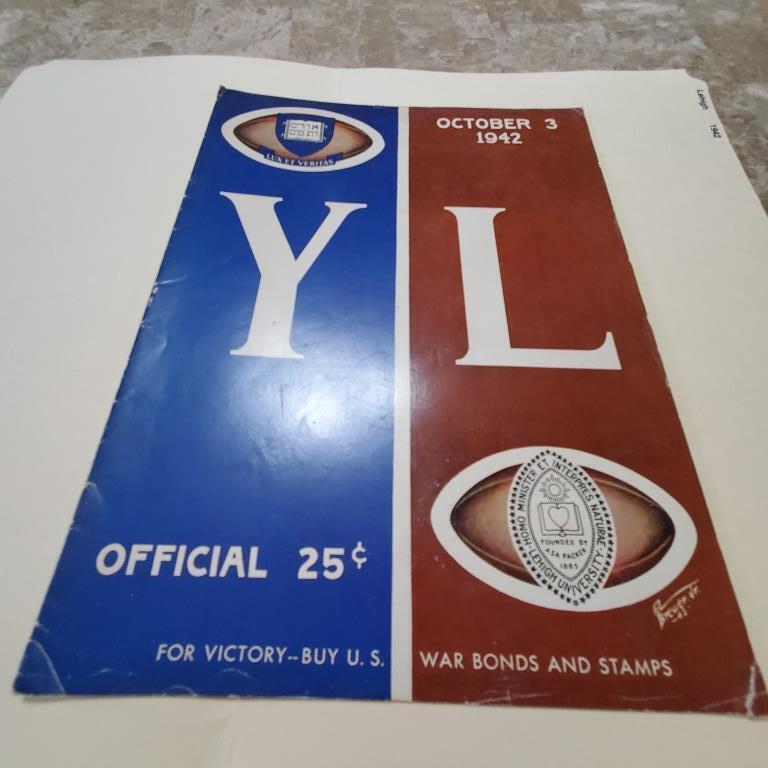 Lehigh 1942
OCTOBER 3
1942
LUX ET VERITAS
Y L
HOMO MINISTER ET INTERPRES NATURAE
FOUNDED BY
ASA PACKER
1865
LEHIGH UNIVERSITY
OFFICIAL 25¢
FOR VICTORY--BUY U. S. WAR BONDS AND STAMPS